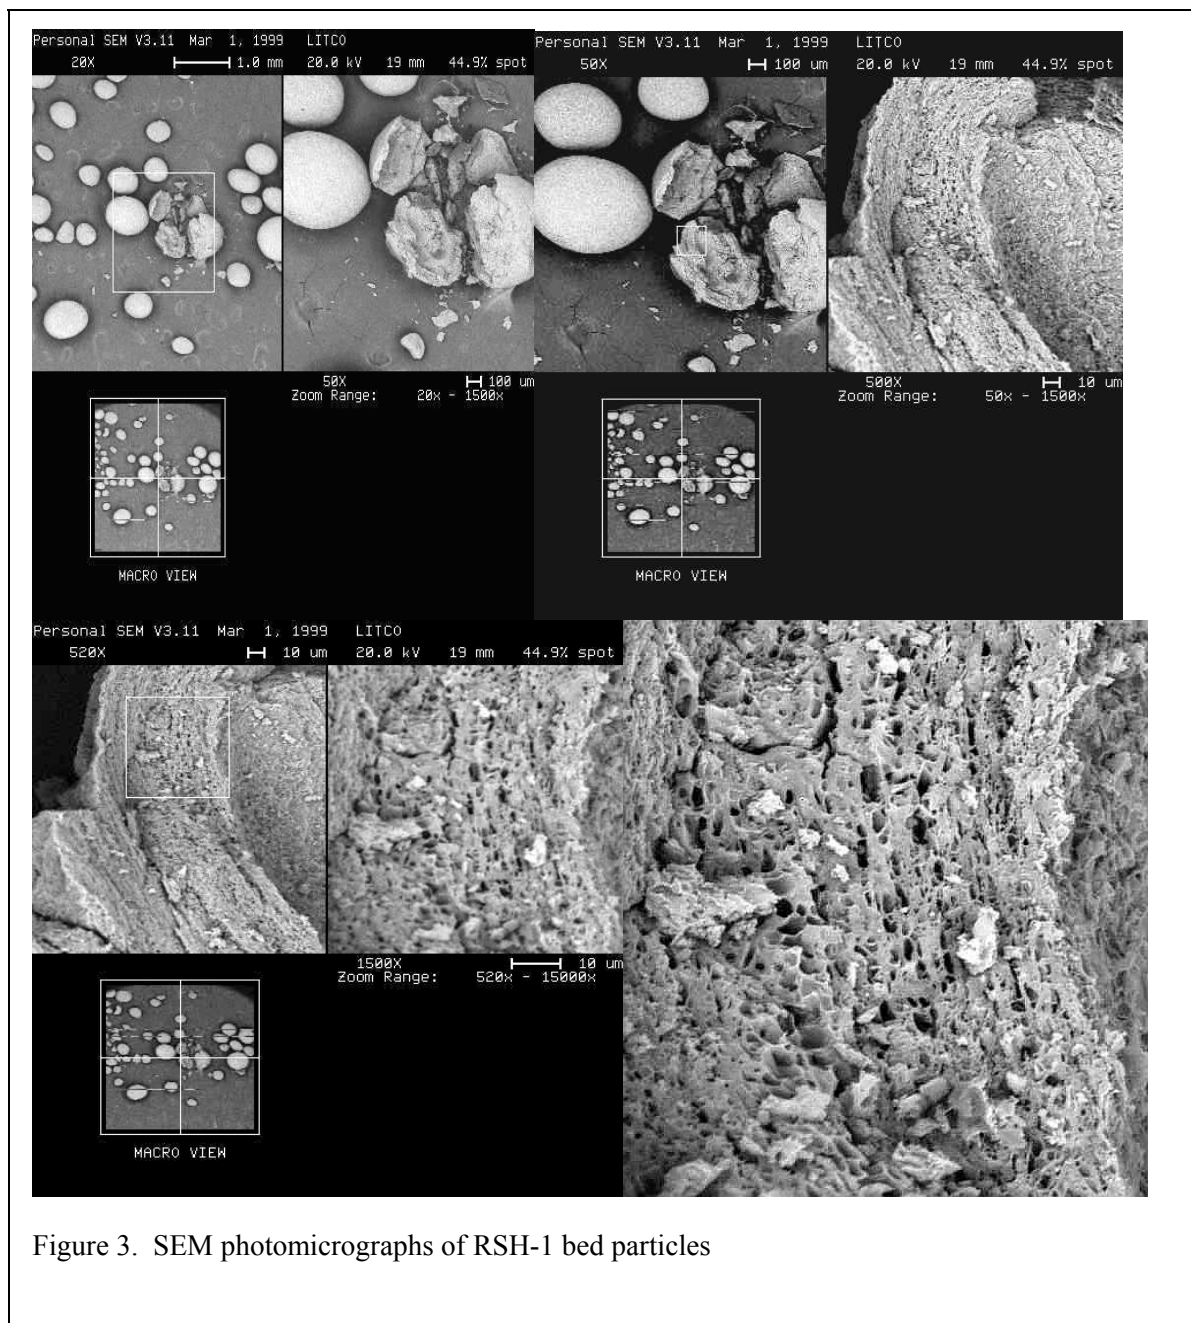 Personal SEM V3.11 Mar 1, 1999 LITCO
20X 1.0 mm 20.0 kV 19 mm 44.9% spot
50X 100 um
Zoom Range: 20x - 1500x
MACRO VIEW
Personal SEM V3.11 Mar 1, 1999 LITCO
50X 100 um 20.0 kV 19 mm 44.9% spot
500X 10 um
Zoom Range: 50x - 1500x
MACRO VIEW
Personal SEM V3.11 Mar 1, 1999 LITCO
520X 10 um 20.0 kV 19 mm 44.9% spot
1500X 10 um
Zoom Range: 520x - 15000x
MACRO VIEW
Figure 3. SEM photomicrographs of RSH-1 bed particles